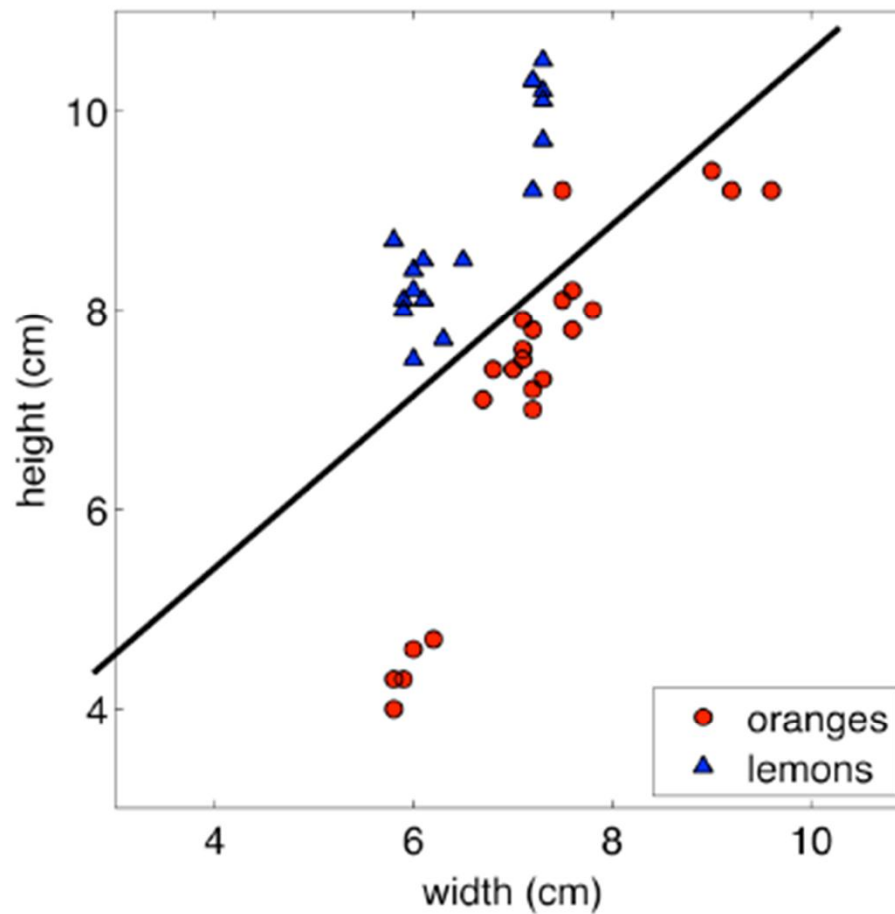 10
8
6
4
height (cm)
4 6 8 10
width (cm)
oranges
lemons